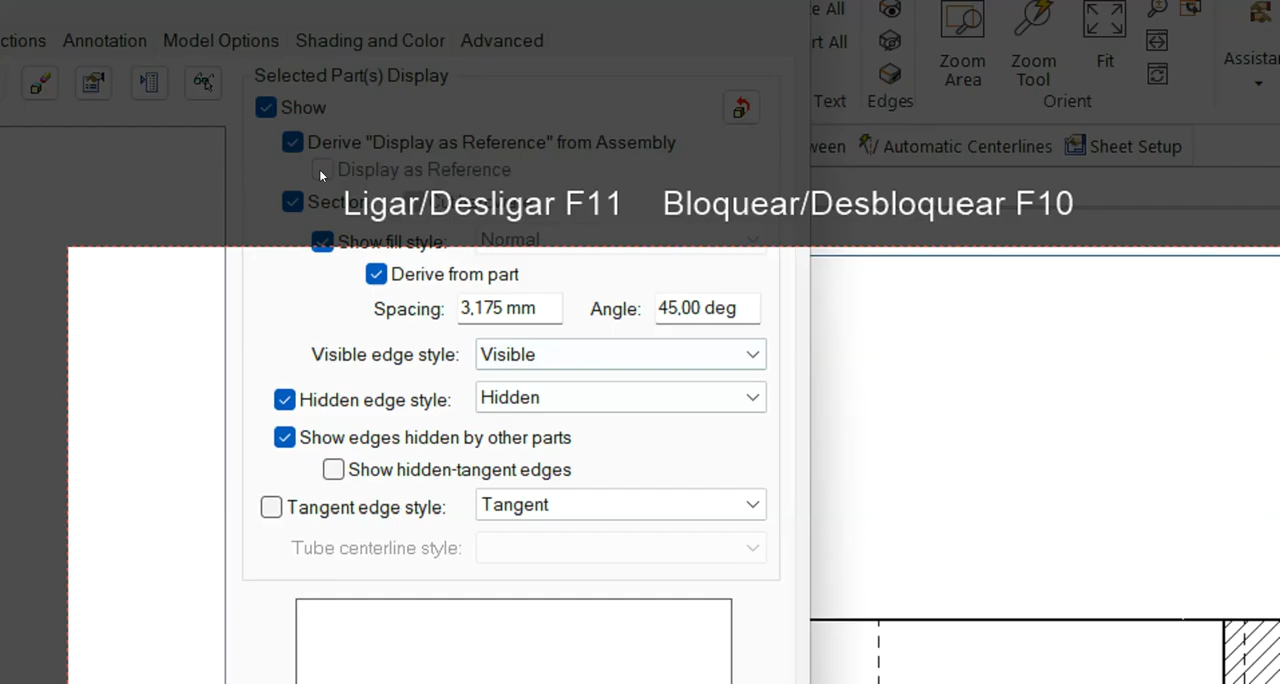 e All
rt All
Zoom Area
Zoom Tool
Fit
Assista
Text
Edges
Orient
ctions Annotation Model Options Shading and Color Advanced
Selected Part(s) Display
Show
Derive "Display as Reference" from Assembly
ween Automatic Centerlines Sheet Setup
Display as Reference
Ligar/Desligar F11 Bloquear/Desbloquear F10
Show fill style: Normal
Derive from part
Spacing: 3,175 mm Angle: 45,00 deg
Visible edge style: Visible
Hidden edge style: Hidden
Show edges hidden by other parts
Show hidden-tangent edges
Tangent edge style: Tangent
Tube centerline style: